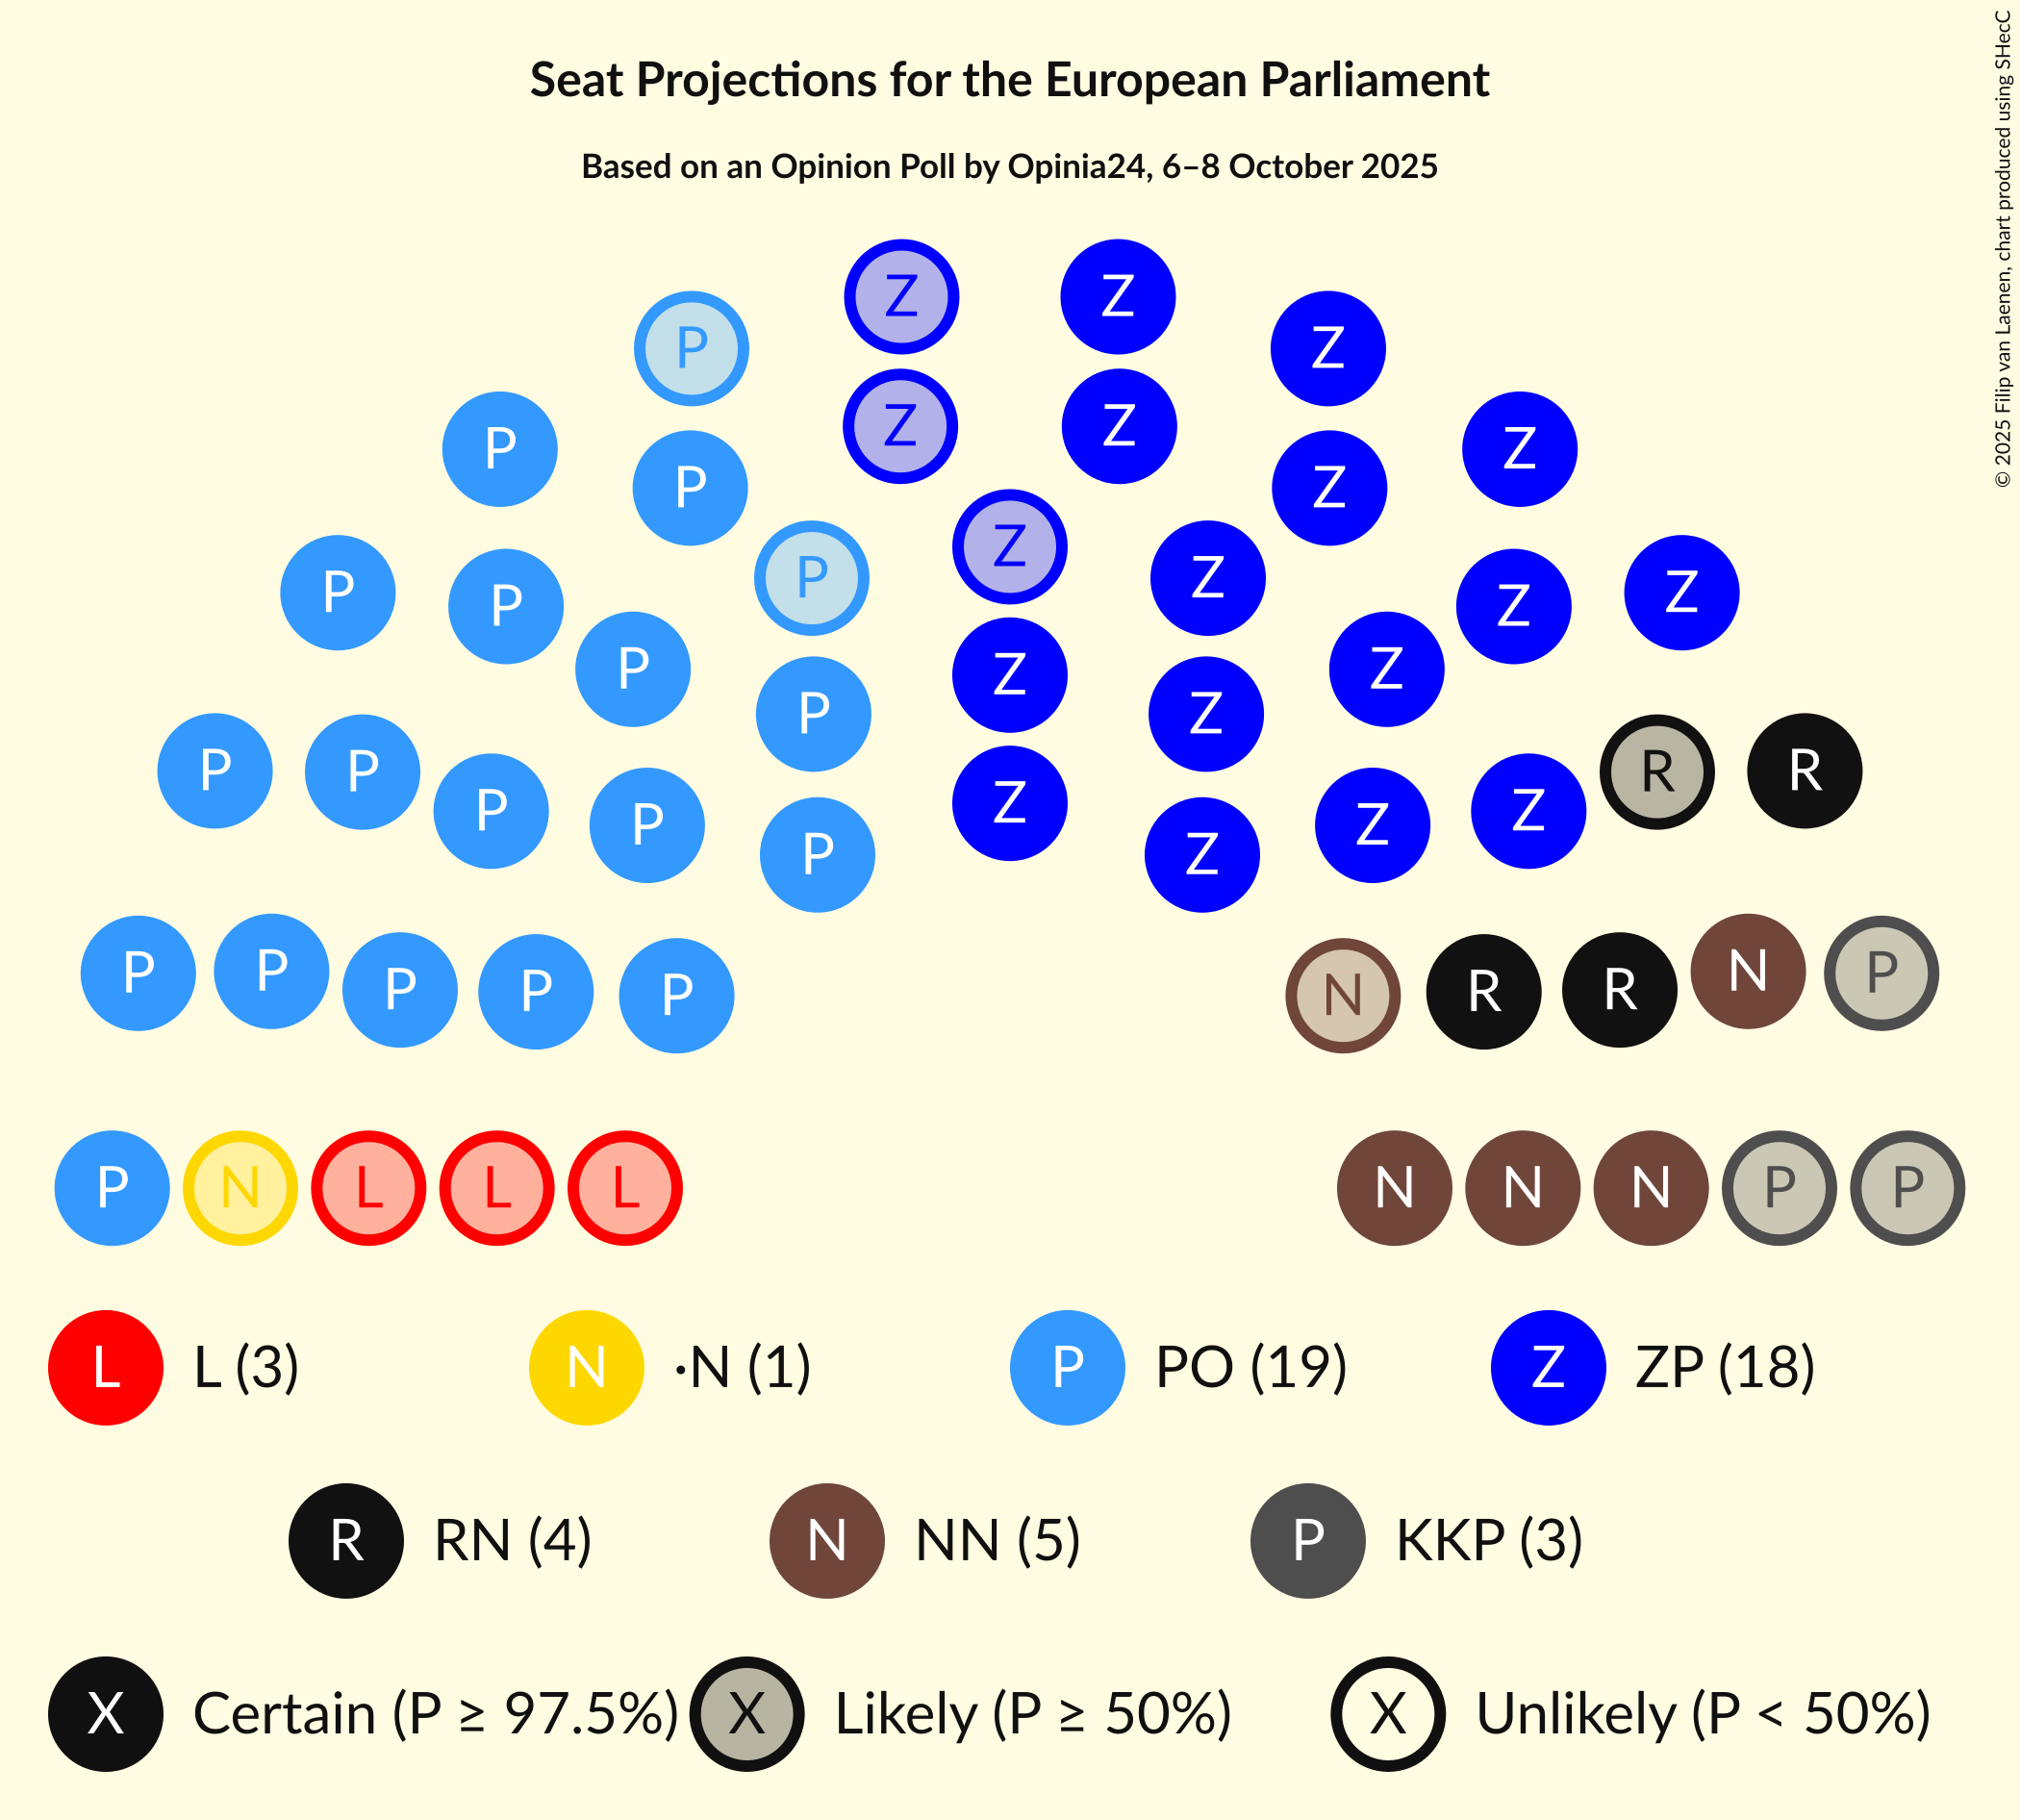 Seat Projections for the European Parliament
Based on an Opinion Poll by Opinia24, 6–8 October 2025
© 2025 Filip van Laenen, chart produced using SHecC
Z Z
P Z
Z Z
P Z
P Z
P Z
Z
P Z
P Z
P Z
P Z
Z
P Z
P P R R
Z
P Z
P Z
P Z
P N P
P N
P R
P R
P N
P N L L L N N N P P
L L (3) N ·N (1) P PO (19) Z ZP (18)
R RN (4) N NN (5) P KKP (3)
X Certain (P ≥ 97.5%) X Likely (P ≥ 50%) X Unlikely (P < 50%)